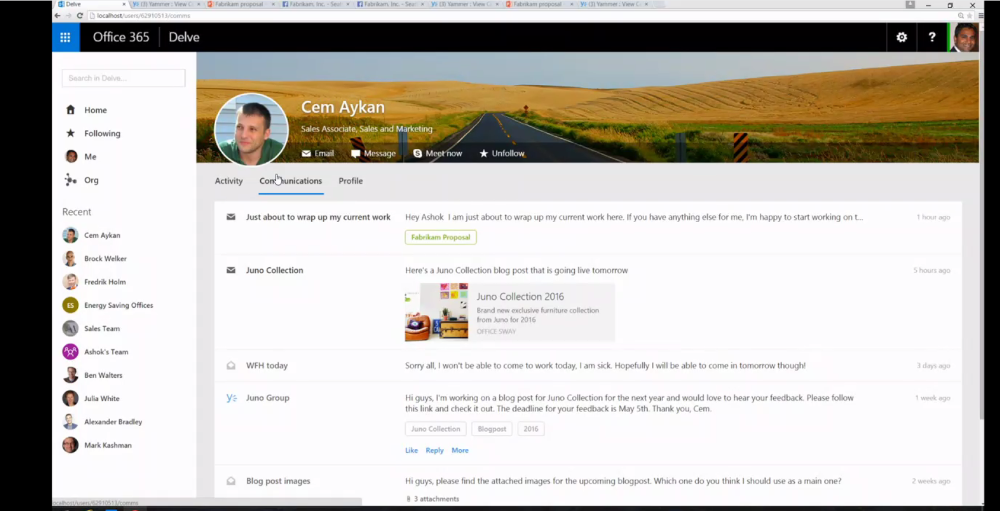 Delve
(3) Yammer : View C
Fabrikam proposal
Fabrikam, Inc. - Seat
Fabrikam, Inc. - Seat
(3) Yammer : View C
Fabrikam proposal
(3) Yammer : View C
localhost/users/62910513/comms
Office 365
Delve
?
Search in Delve...
Home
Following
Me
Org
Recent
Cem Aykan
Brock Welker
Fredrik Holm
ES
Energy Saving Offices
Sales Team
Ashok's Team
Ben Walters
Julia White
Alexander Bradley
Mark Kashman
Cem Aykan
Sales Associate, Sales and Marketing
Email
Message
Meet now
Unfollow
Activity
Communications
Profile
Just about to wrap up my current work
Hey Ashok I am just about to wrap up my current work here. If you have anything else for me, I'm happy to start working on t...
1 hour ago
Fabrikam Proposal
Juno Collection
Here's a Juno Collection blog post that is going live tomorrow
5 hours ago
Juno Collection 2016
Brand new exclusive furniture collection
from Juno for 2016
OFFICE SWAY
WFH today
Sorry all, I won't be able to come to work today, I am sick. Hopefully I will be able to come in tomorrow though!
3 days ago
Juno Group
Hi guys, I'm working on a blog post for Juno Collection for the next year and would love to hear your feedback. Please follow
this link and check it out. The deadline for your feedback is May 5th. Thank you, Cem.
1 week ago
Juno Collection
Blogpost
2016
Like
Reply
More
Blog post images
Hi guys, please find the attached images for the upcoming blogpost. Which one do you think I should use as a main one?
2 weeks ago
3 attachments
localhost/users/62910513/comms